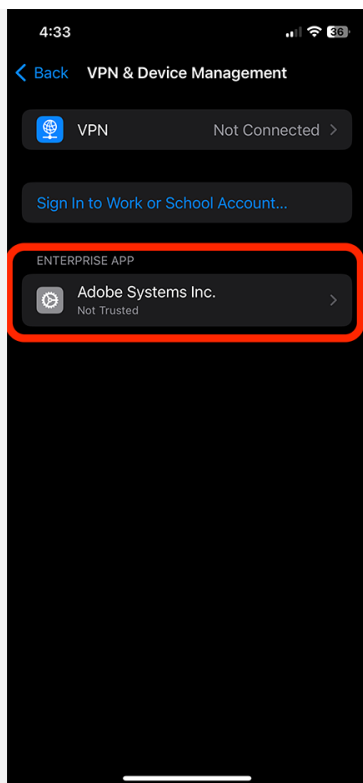 4:33
36
Back
VPN & Device Management
VPN
Not Connected
Sign In to Work or School Account...
ENTERPRISE APP
Adobe Systems Inc.
Not Trusted